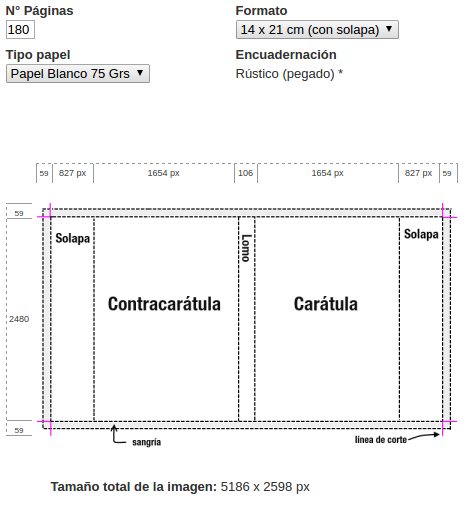 N° Páginas
Formato
180
14 x 21 cm (con solapa)
Tipo papel
Encuadernación
Papel Blanco 75 Grs
Rústico (pegado) *
59
827 px
1654 px
106
1654 px
827 px
59
59
Solapa
Lomo
Solapa
Contracarátula
Carátula
2480
59
sangría
línea de corte
Tamaño total de la imagen: 5186 x 2598 px